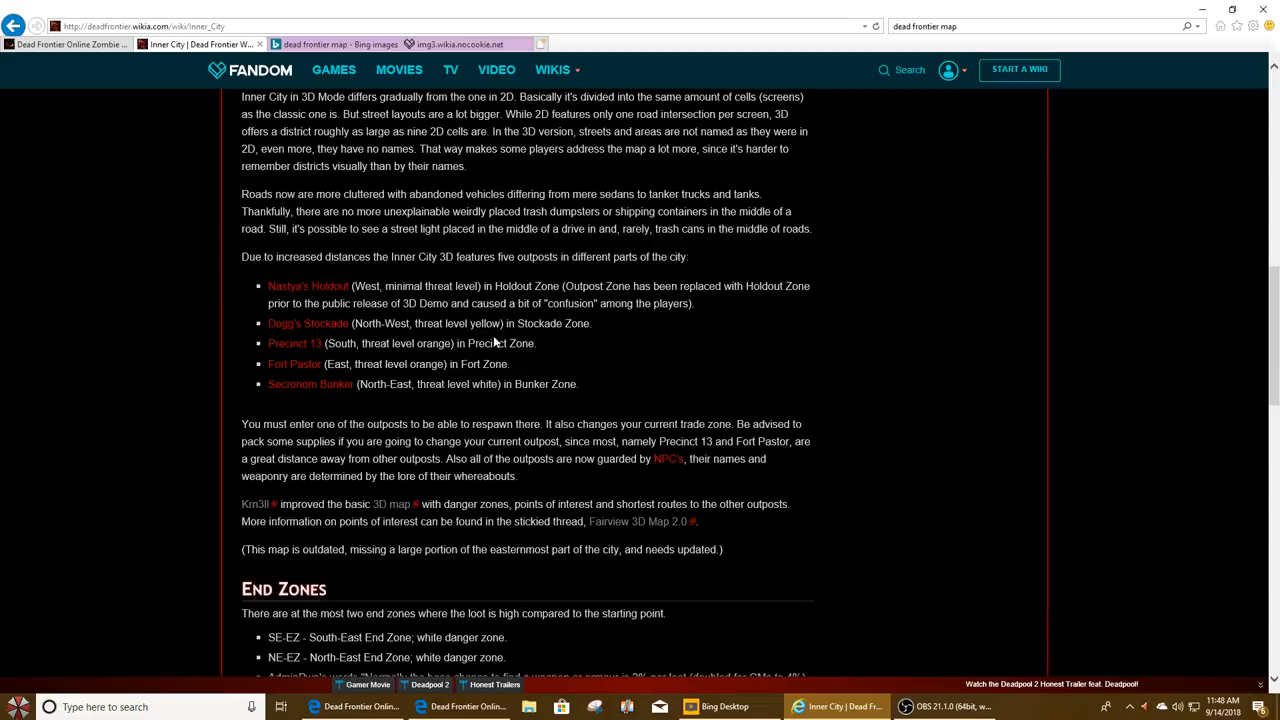 http://deadfrontier.wikia.com/wiki/Inner_City
dead frontier map
Dead Frontier Online Zombie ...
Inner City | Dead Frontier W...
dead frontier map - Bing images
img3.wikia.nocookie.net
FANDOM GAMES MOVIES TV VIDEO WIKIS Search START A WIKI
Inner City in 3D Mode differs gradually from the one in 2D. Basically it's divided into the same amount of cells (screens)
as the classic one is. But street layouts are a lot bigger. While 2D features only one road intersection per screen, 3D
offers a district roughly as large as nine 2D cells are. In the 3D version, streets and areas are not named as they were in
2D, even more, they have no names. That way makes some players address the map a lot more, since it's harder to
remember districts visually than by their names.
Roads now are more cluttered with abandoned vehicles differing from mere sedans to tanker trucks and tanks.
Thankfully, there are no more unexplainable weirdly placed trash dumpsters or shipping containers in the middle of a
road. Still, it's possible to see a street light placed in the middle of a drive in and, rarely, trash cans in the middle of roads.
Due to increased distances the Inner City 3D features five outposts in different parts of the city:
Nastya's Holdout (West, minimal threat level) in Holdout Zone (Outpost Zone has been replaced with Holdout Zone
prior to the public release of 3D Demo and caused a bit of "confusion" among the players).
Dogg's Stockade (North-West, threat level yellow) in Stockade Zone.
Precinct 13 (South, threat level orange) in Precinct Zone.
Fort Pastor (East, threat level orange) in Fort Zone.
Secronom Bunker (North-East, threat level white) in Bunker Zone.
You must enter one of the outposts to be able to respawn there. It also changes your current trade zone. Be advised to
pack some supplies if you are going to change your current outpost, since most, namely Precinct 13 and Fort Pastor, are
a great distance away from other outposts. Also all of the outposts are now guarded by NPC's, their names and
weaponry are determined by the lore of their whereabouts.
Krn3ll improved the basic 3D map with danger zones, points of interest and shortest routes to the other outposts.
More information on points of interest can be found in the stickied thread, Fairview 3D Map 2.0.
(This map is outdated, missing a large portion of the easternmost part of the city, and needs updated.)
END ZONES
There are at the most two end zones where the loot is high compared to the starting point.
SE-EZ - South-East End Zone; white danger zone.
NE-EZ - North-East End Zone; white danger zone.
Gamer Movie Deadpool 2 Honest Trailers Watch the Deadpool 2 Honest Trailer feat. Deadpool!
Type here to search
Dead Frontier Onlin...
Dead Frontier Onlin...
Bing Desktop
Inner City | Dead Fr...
OBS 21.1.0 (64bit, w...
11:48 AM
9/14/2018
6